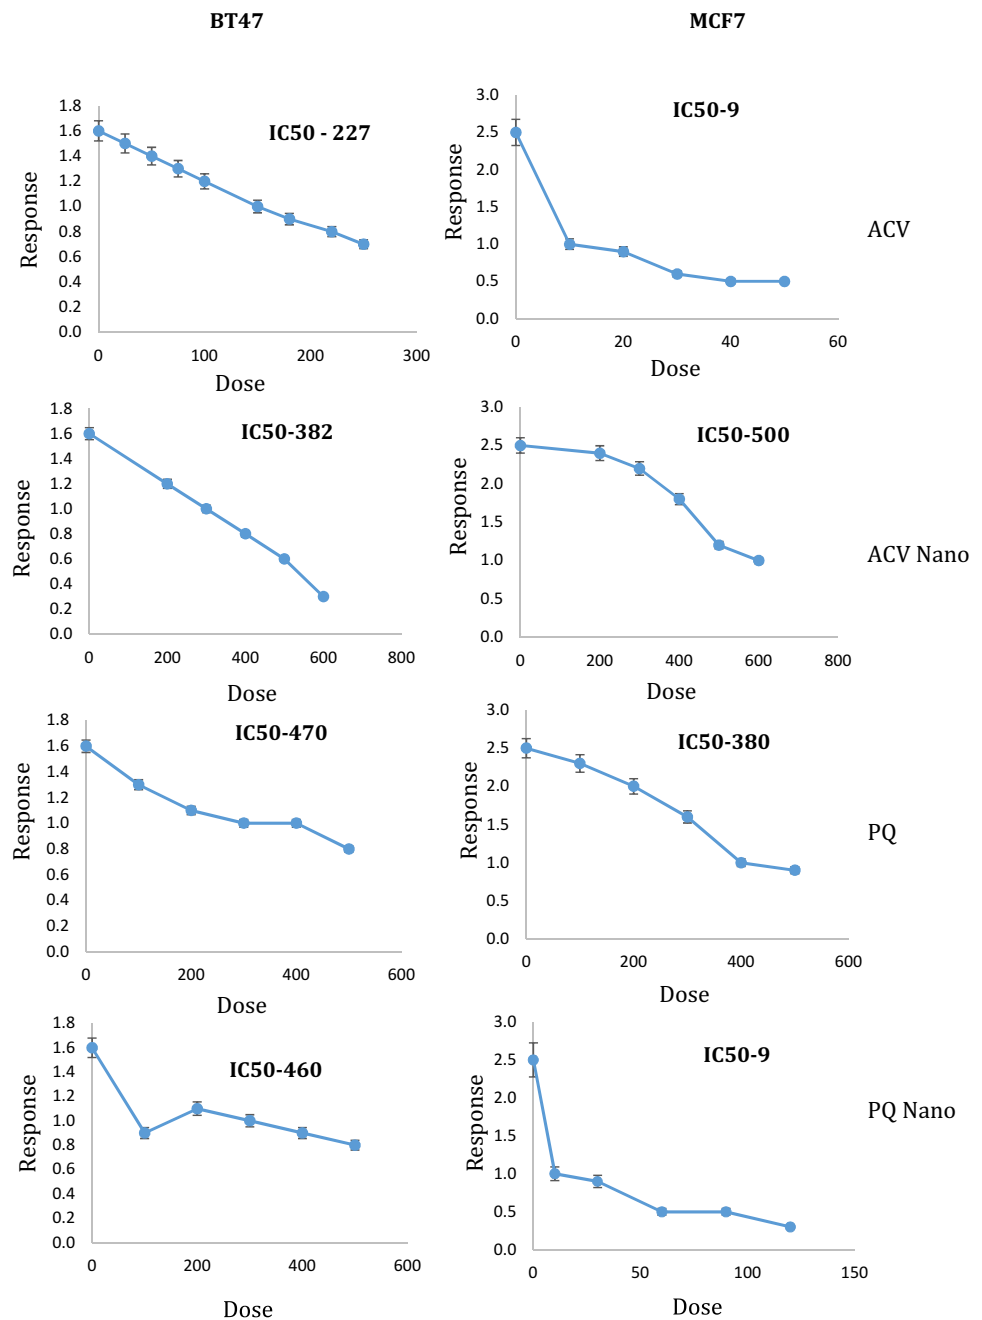 BT47
MCF7
1.8
1.6
1.4
1.2
1.0
0.8
0.6
0.4
0.2
0.0
Response
IC50 - 227
0 100 200 300
Dose
3.0
2.5
2.0
1.5
1.0
0.5
0.0
Response
IC50-9
0 20 40 60
Dose
ACV
1.8
1.6
1.4
1.2
1.0
0.8
0.6
0.4
0.2
0.0
Response
IC50-382
0 200 400 600 800
Dose
3.0
2.5
2.0
1.5
1.0
0.5
0.0
Response
IC50-500
0 200 400 600 800
Dose
ACV Nano
1.8
1.6
1.4
1.2
1.0
0.8
0.6
0.4
0.2
0.0
Response
IC50-470
0 200 400 600
Dose
3.0
2.5
2.0
1.5
1.0
0.5
0.0
Response
IC50-380
0 200 400 600
Dose
PQ
1.8
1.6
1.4
1.2
1.0
0.8
0.6
0.4
0.2
0.0
Response
IC50-460
0 200 400 600
Dose
3.0
2.5
2.0
1.5
1.0
0.5
0.0
Response
IC50-9
0 50 100 150
Dose
PQ Nano